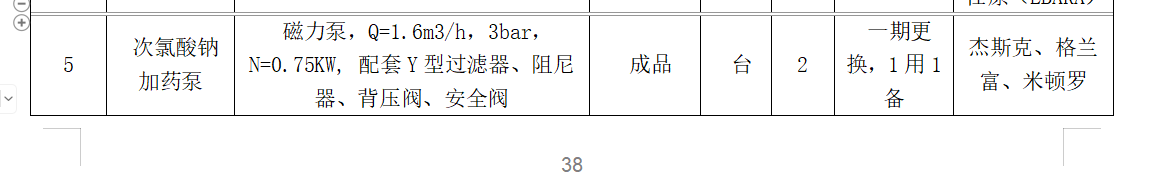 5
次氯酸钠
加药泵
磁力泵，Q=1.6m3/h，3bar，
N=0.75KW, 配套 Y 型过滤器、阻尼
器、背压阀、安全阀
成品
台
2
一期更
换，1 用 1
备
杰斯克、格兰
富、米顿罗
38